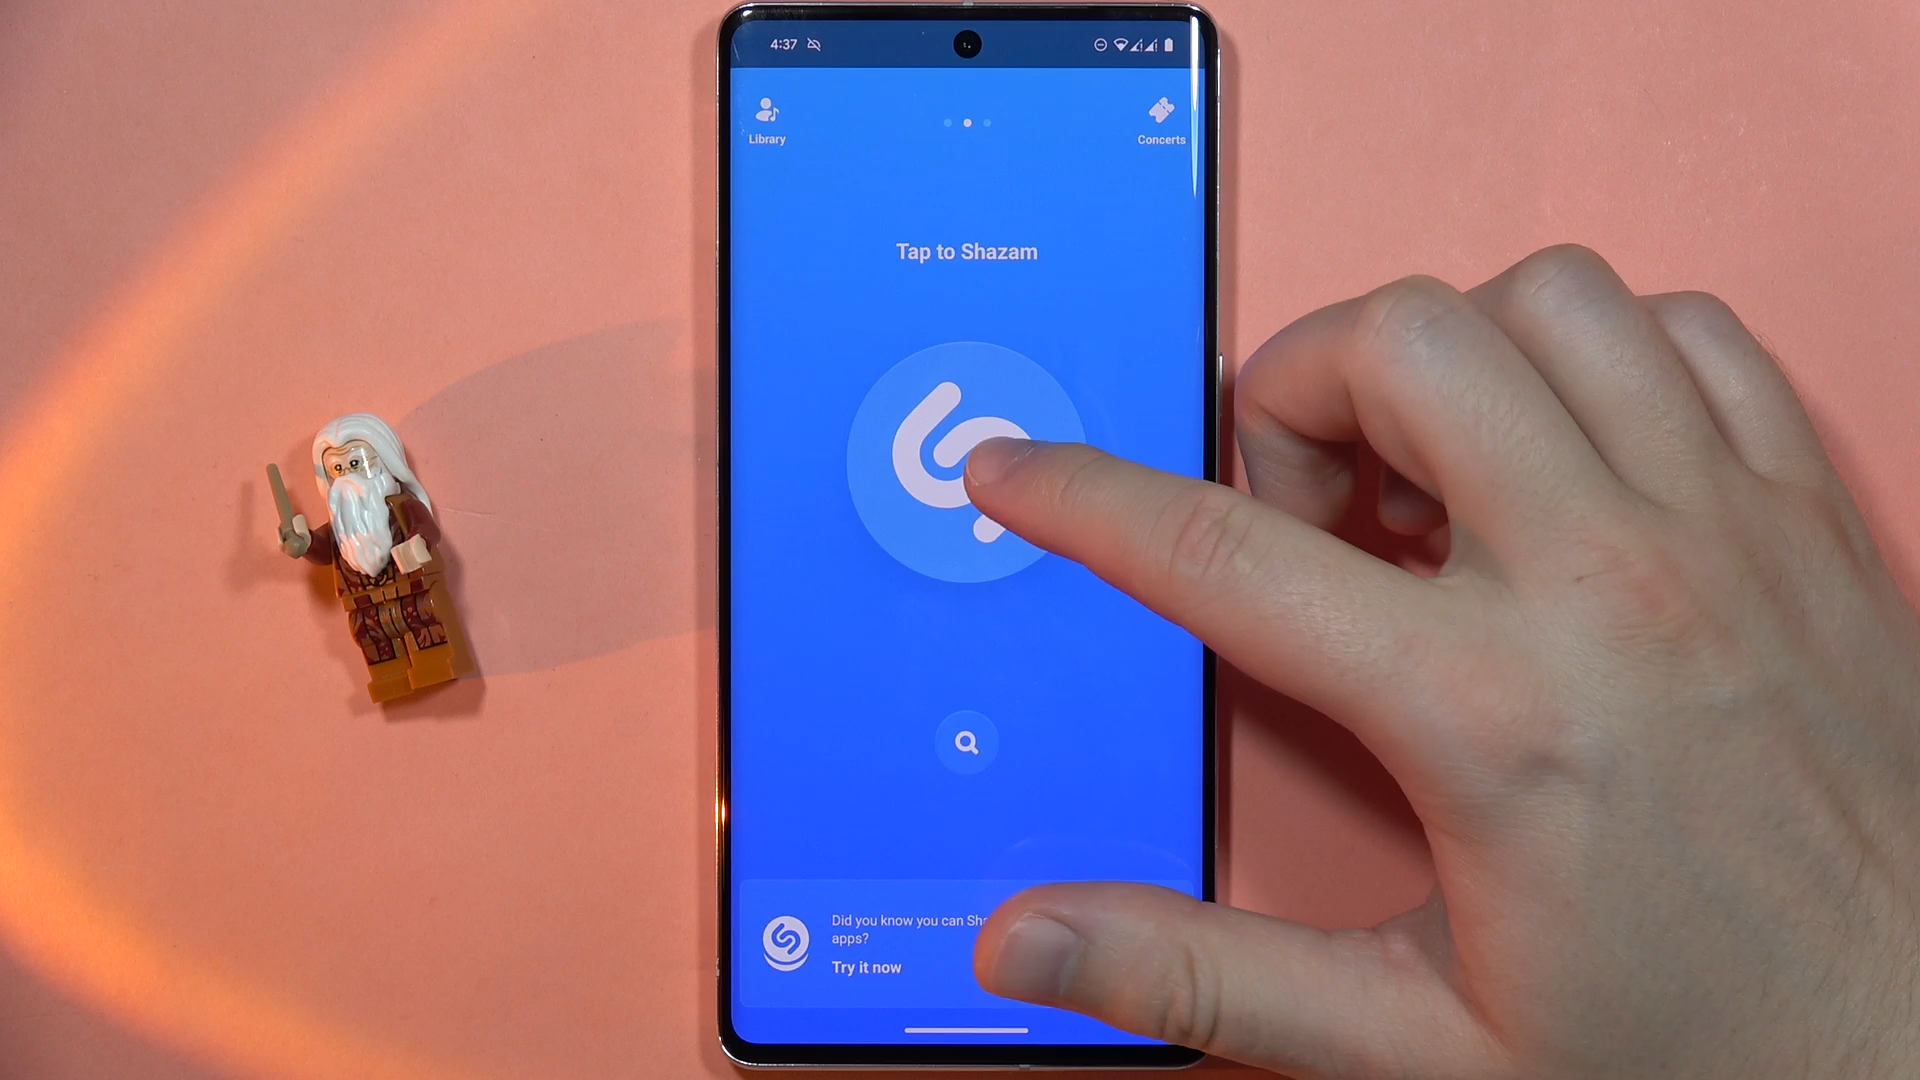 4:37
Library
Concerts
Tap to Shazam
Did you know you can
apps?
Try it now